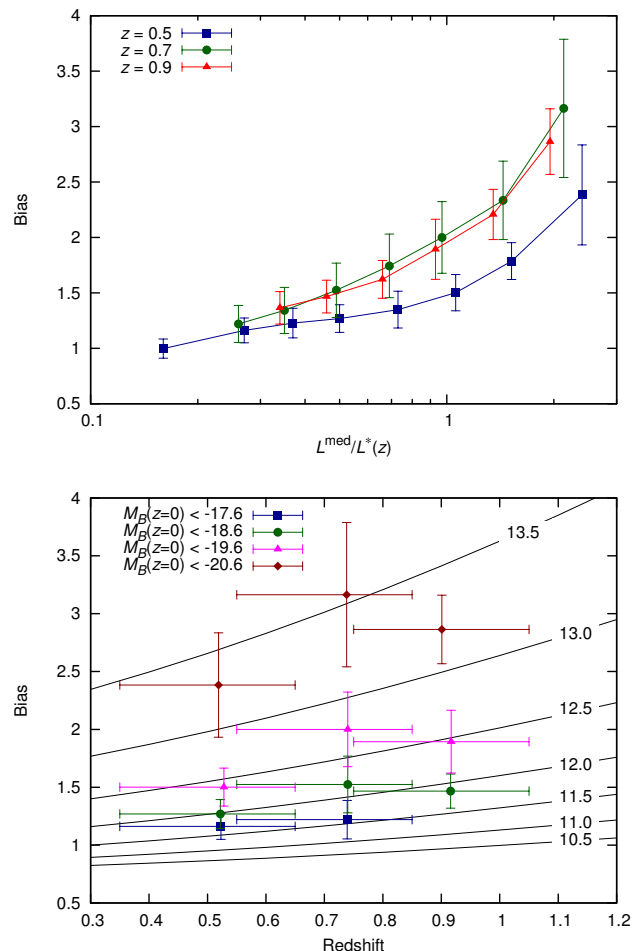 4
3.5
3
2.5
2
1.5
1
0.5
Bias
z = 0.5
z = 0.7
z = 0.9
0.1 1
L^med/L^*(z)
4
3.5
3
2.5
2
1.5
1
0.5
Bias
M_B(z=0) < -17.6
M_B(z=0) < -18.6
M_B(z=0) < -19.6
M_B(z=0) < -20.6
13.5
13.0
12.5
12.0
11.5
11.0
10.5
0.3 0.4 0.5 0.6 0.7 0.8 0.9 1 1.1 1.2
Redshift